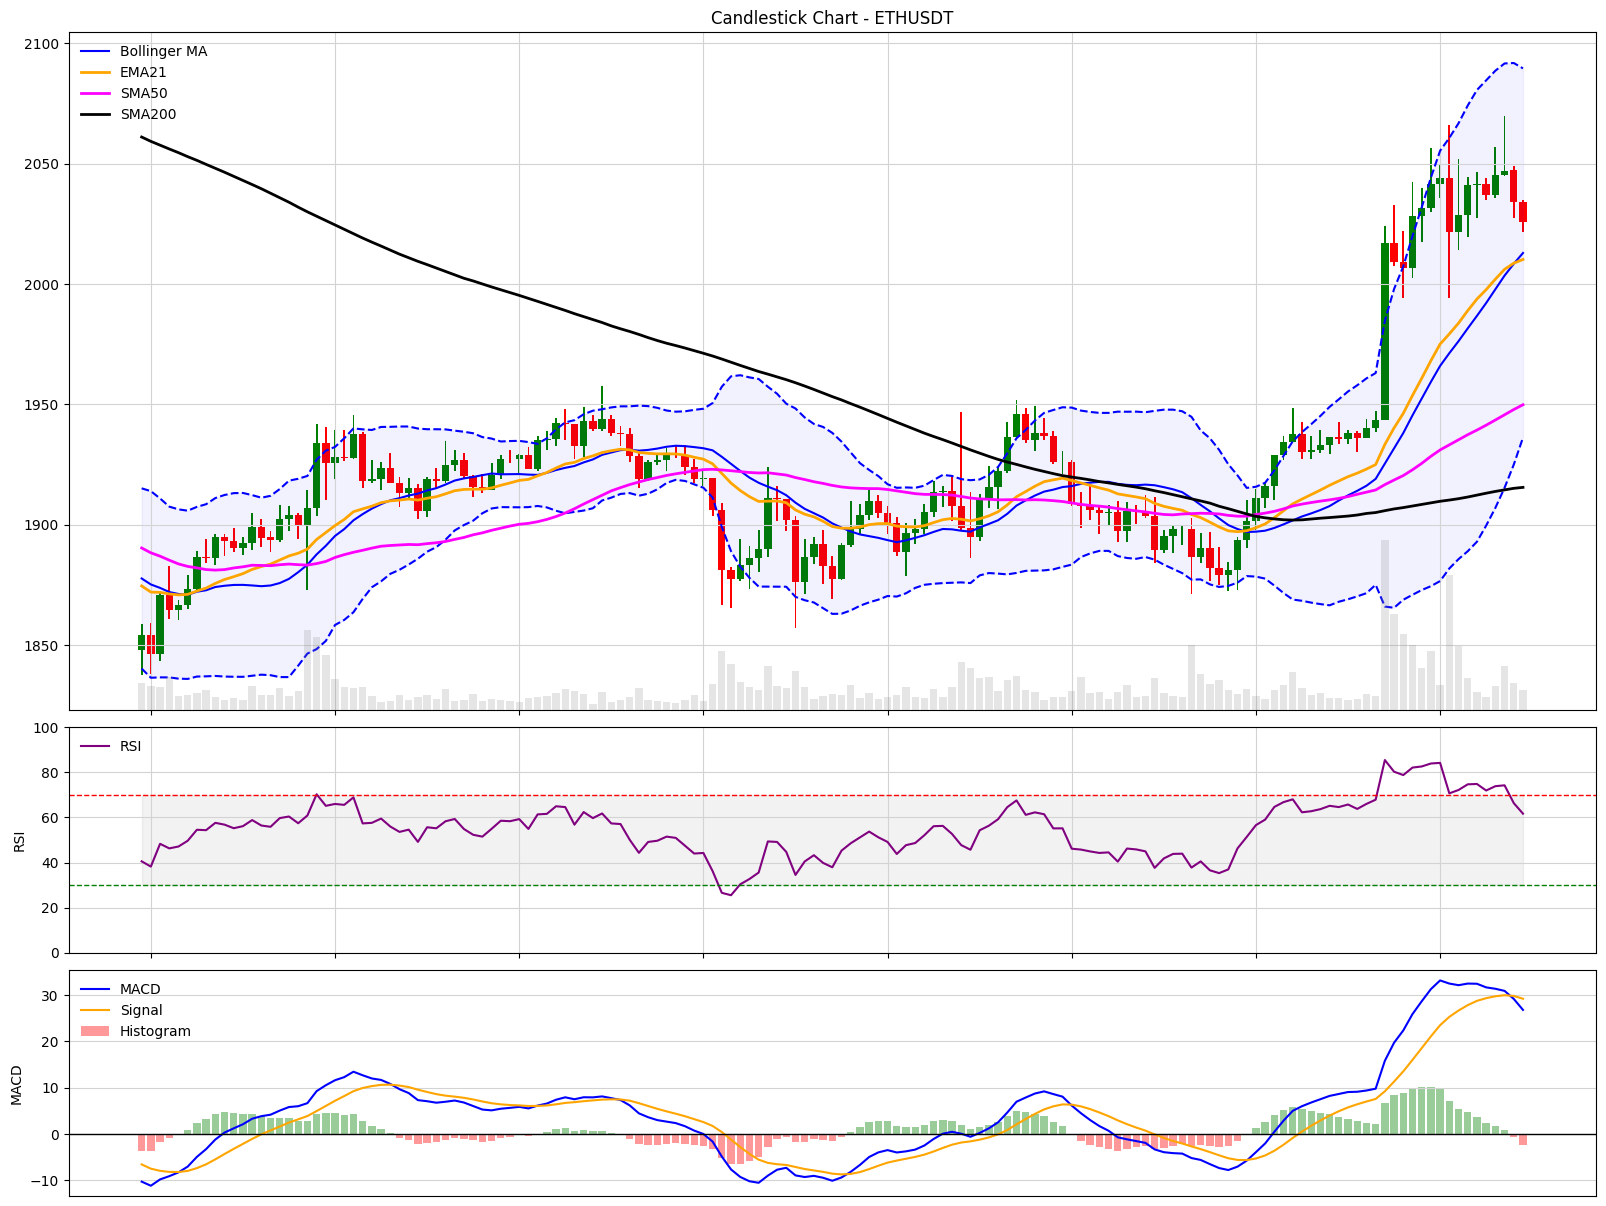 Candlestick Chart - ETHUSDT
Bollinger MA
EMA21
SMA50
SMA200
2100
2050
2000
1950
1900
1850
RSI
RSI
100
80
60
40
20
0
MACD
Signal
Histogram
MACD
30
20
10
0
−10